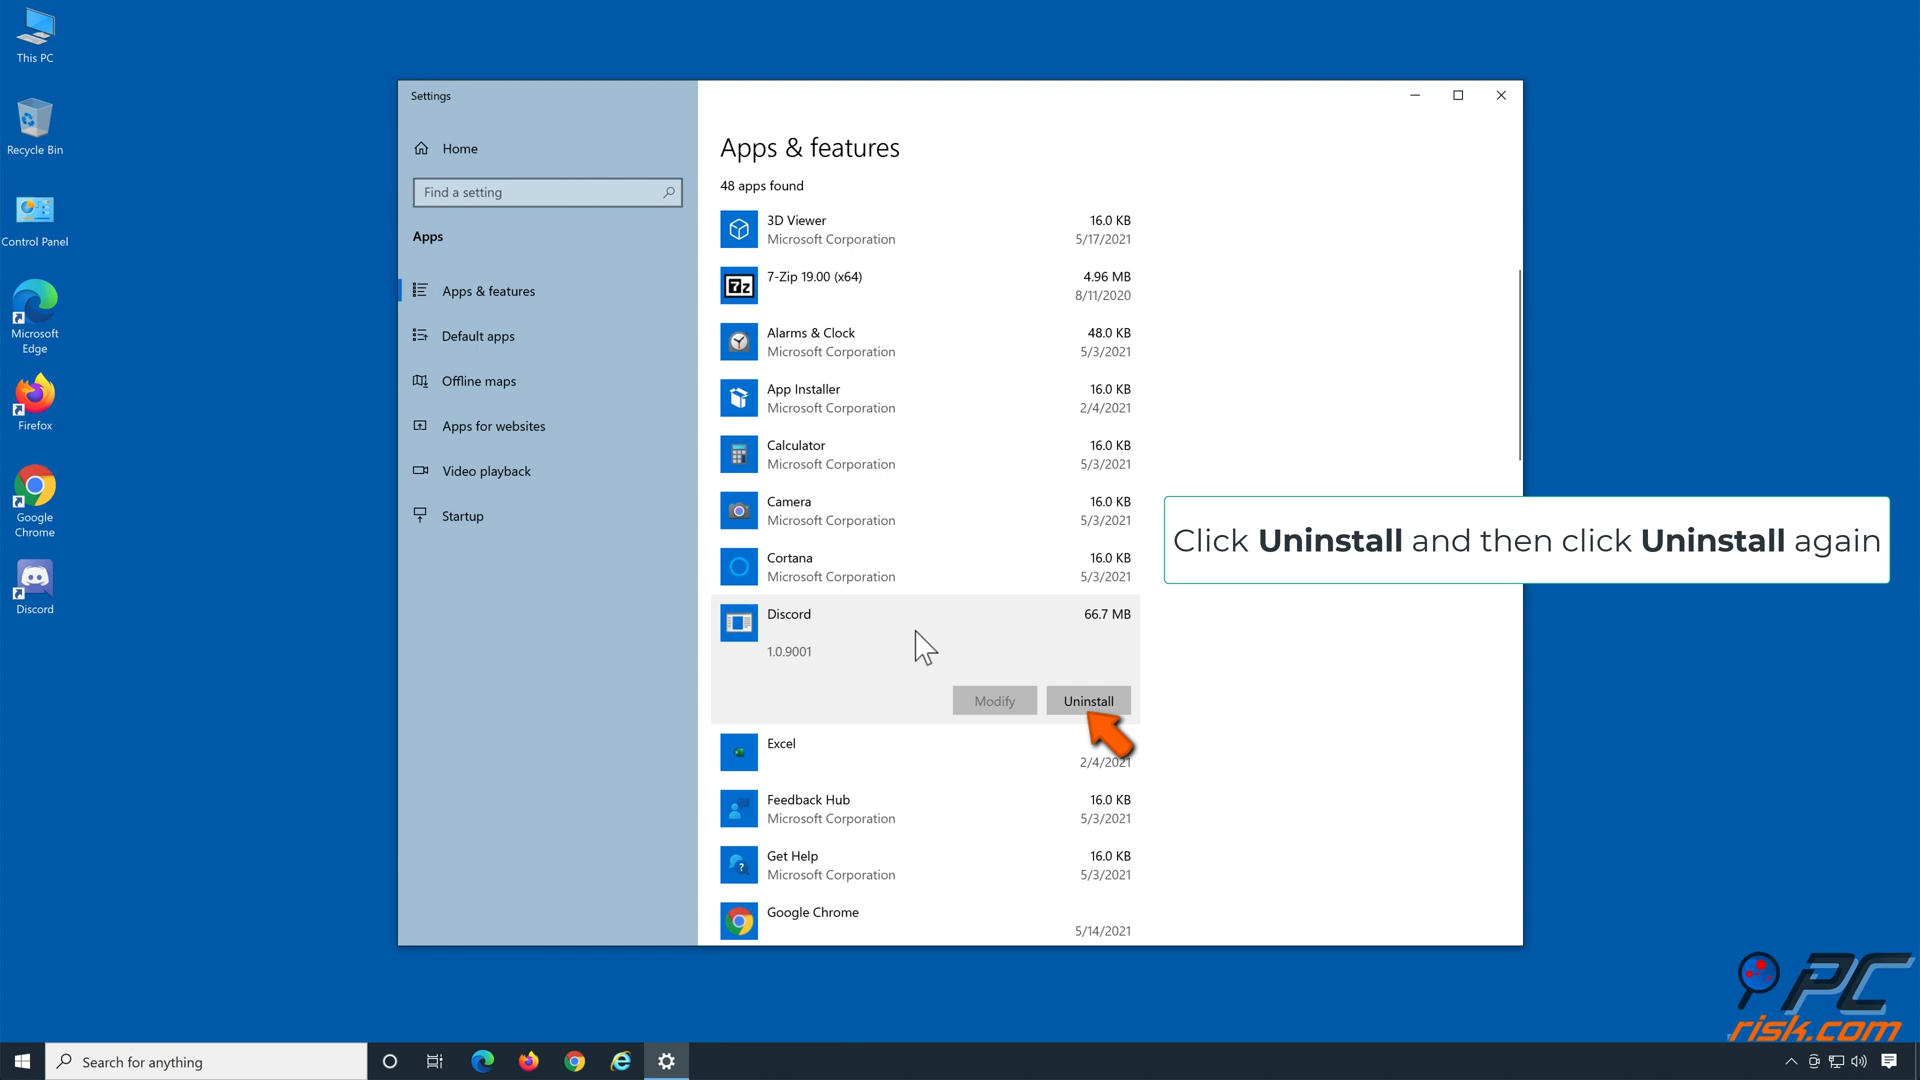 This PC
Recycle Bin
Control Panel
Microsoft
Edge
Firefox
Google
Chrome
Discord
Settings
Home
Find a setting
Apps
Apps & features
Default apps
Offline maps
Apps for websites
Video playback
Startup
Apps & features
48 apps found
3D Viewer 16.0 KB
Microsoft Corporation 5/17/2021
7z
7-Zip 19.00 (x64) 4.96 MB
8/11/2020
Alarms & Clock 48.0 KB
Microsoft Corporation 5/3/2021
App Installer 16.0 KB
Microsoft Corporation 2/4/2021
Calculator 16.0 KB
Microsoft Corporation 5/3/2021
Camera 16.0 KB
Microsoft Corporation 5/3/2021
Cortana 16.0 KB
Microsoft Corporation 5/3/2021
Discord 66.7 MB
1.0.9001
Modify Uninstall
Excel
2/4/2021
Feedback Hub 16.0 KB
Microsoft Corporation 5/3/2021
Get Help 16.0 KB
Microsoft Corporation 5/3/2021
Google Chrome
5/14/2021
Click Uninstall and then click Uninstall again
PC
risk.com
Search for anything